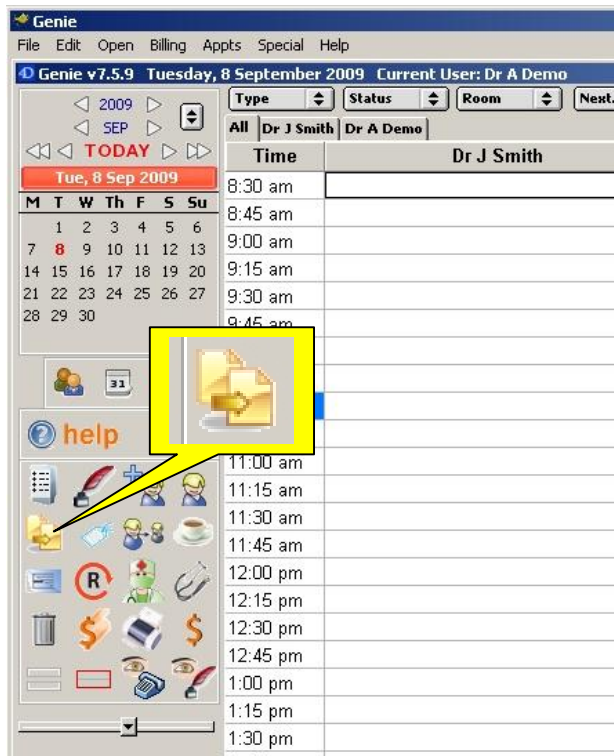 Genie
File Edit Open Billing Appts Special Help
Genie v7.5.9 Tuesday, 8 September 2009 Current User: Dr A Demo
2009
SEP
TODAY
Tue, 8 Sep 2009
M T W Th F S Su
1 2 3 4 5 6
7 8 9 10 11 12 13
14 15 16 17 18 19 20
21 22 23 24 25 26 27
28 29 30
31
help
R
$
$
Type Status Room Next.
All Dr J Smith Dr A Demo
Time Dr J Smith
8:30 am
8:45 am
9:00 am
9:15 am
9:30 am
9:45 am
11:00 am
11:15 am
11:30 am
11:45 am
12:00 pm
12:15 pm
12:30 pm
12:45 pm
1:00 pm
1:15 pm
1:30 pm